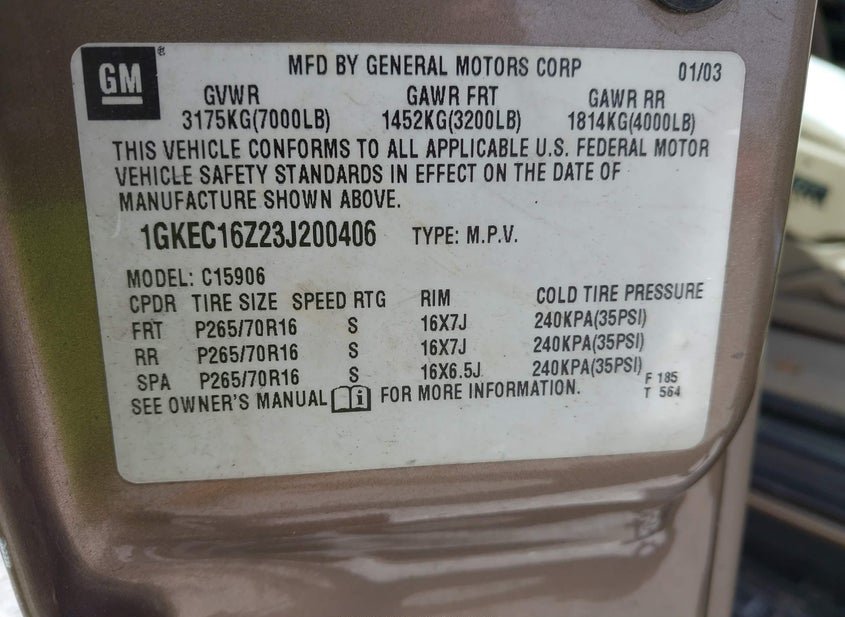 GM ® MFD BY GENERAL MOTORS CORP 01/03
GVWR GAWR FRT GAWR RR
3175KG(7000LB) 1452KG(3200LB) 1814KG(4000LB)
THIS VEHICLE CONFORMS TO ALL APPLICABLE U.S. FEDERAL MOTOR
VEHICLE SAFETY STANDARDS IN EFFECT ON THE DATE OF
MANUFACTURE SHOWN ABOVE.
1GKEC16Z23J200406 TYPE: M.P.V.
MODEL: C15906
CPDR TIRE SIZE SPEED RTG RIM COLD TIRE PRESSURE
FRT P265/70R16 S 16X7J 240KPA(35PSI)
RR P265/70R16 S 16X7J 240KPA(35PSI)
SPA P265/70R16 S 16X6.5J 240KPA(35PSI)
SEE OWNER'S MANUAL i FOR MORE INFORMATION. F 185
T 564